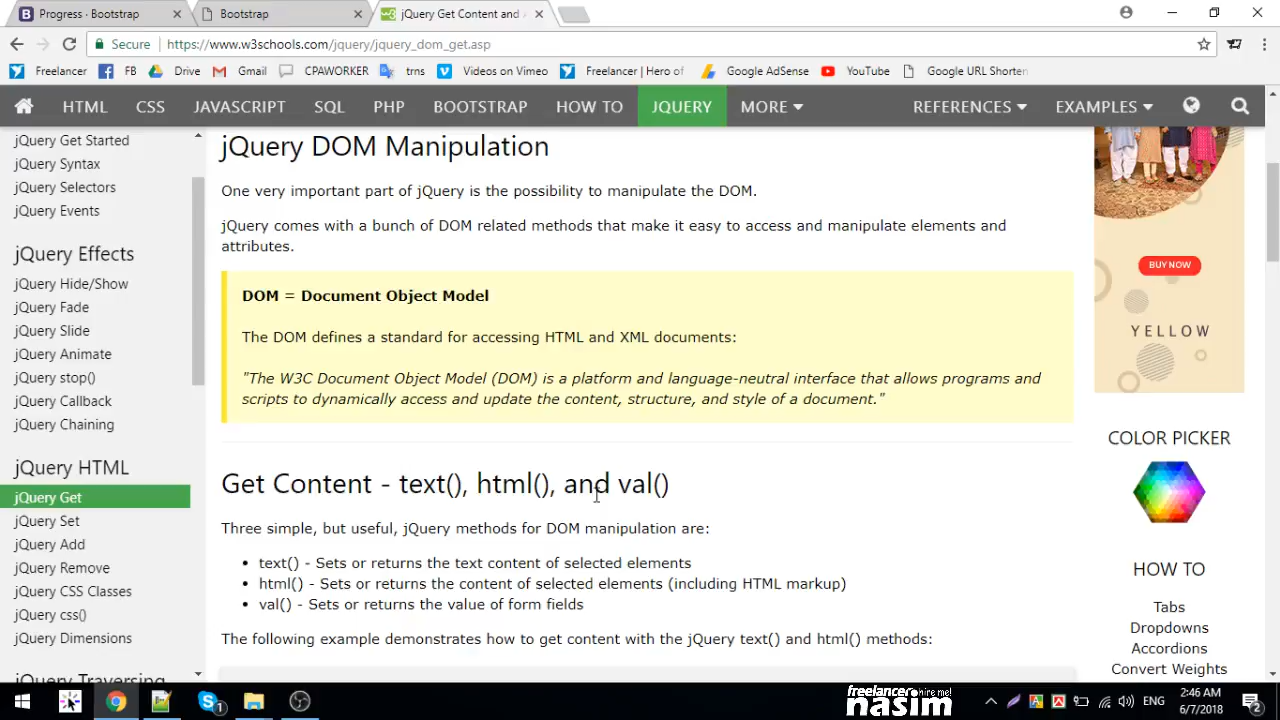 Progress · Bootstrap
Bootstrap
jQuery Get Content and
Secure
https://www.w3schools.com/jquery/jquery_dom_get.asp
Freelancer
FB
Drive
Gmail
CPAWORKER
trns
Videos on Vimeo
Freelancer | Hero of
Google AdSense
YouTube
Google URL Shorten
HTML
CSS
JAVASCRIPT
SQL
PHP
BOOTSTRAP
HOW TO
JQUERY
MORE
REFERENCES
EXAMPLES
jQuery Get Started
jQuery Syntax
jQuery Selectors
jQuery Events
jQuery Effects
jQuery Hide/Show
jQuery Fade
jQuery Slide
jQuery Animate
jQuery stop()
jQuery Callback
jQuery Chaining
jQuery HTML
jQuery Get
jQuery Set
jQuery Add
jQuery Remove
jQuery CSS Classes
jQuery css()
jQuery Dimensions
jQuery Traversing
jQuery DOM Manipulation
One very important part of jQuery is the possibility to manipulate the DOM.
jQuery comes with a bunch of DOM related methods that make it easy to access and manipulate elements and
attributes.
DOM = Document Object Model
The DOM defines a standard for accessing HTML and XML documents:
"The W3C Document Object Model (DOM) is a platform and language-neutral interface that allows programs and
scripts to dynamically access and update the content, structure, and style of a document."
Get Content - text(), html(), and val()
Three simple, but useful, jQuery methods for DOM manipulation are:
• text() - Sets or returns the text content of selected elements
• html() - Sets or returns the content of selected elements (including HTML markup)
• val() - Sets or returns the value of form fields
The following example demonstrates how to get content with the jQuery text() and html() methods:
BUY NOW
YELLOW
COLOR PICKER
HOW TO
Tabs
Dropdowns
Accordions
Convert Weights
freelancer hire me!
nasim
ENG
2:46 AM
6/7/2018